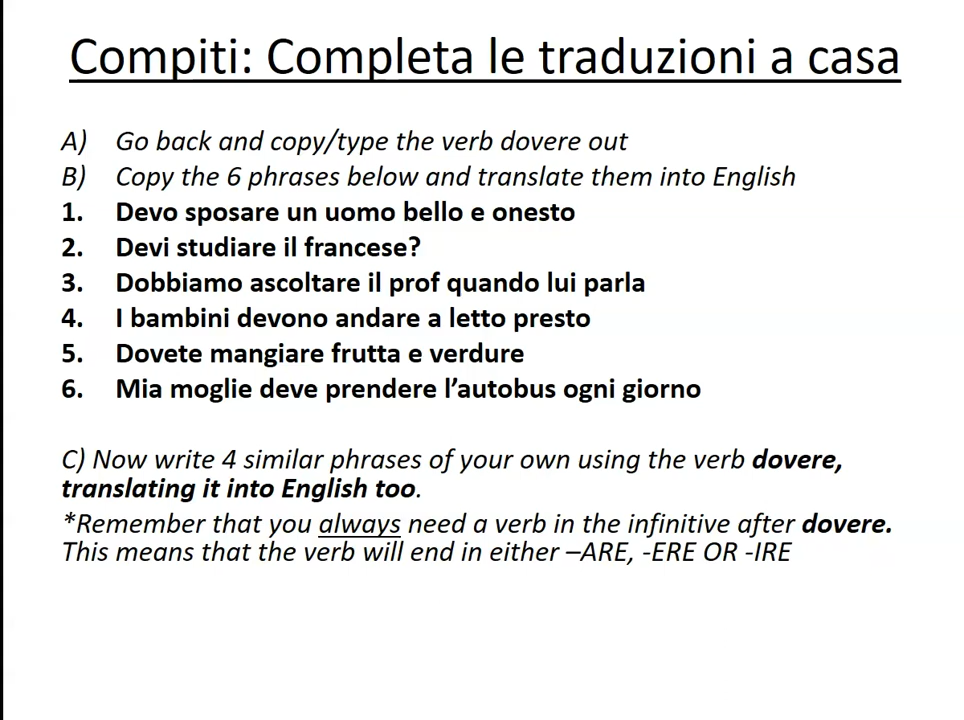 Compiti: Completa le traduzioni a casa
A) Go back and copy/type the verb dovere out
B) Copy the 6 phrases below and translate them into English
1. Devo sposare un uomo bello e onesto
2. Devi studiare il francese?
3. Dobbiamo ascoltare il prof quando lui parla
4. I bambini devono andare a letto presto
5. Dovete mangiare frutta e verdure
6. Mia moglie deve prendere l’autobus ogni giorno
C) Now write 4 similar phrases of your own using the verb dovere,
translating it into English too.
*Remember that you always need a verb in the infinitive after dovere.
This means that the verb will end in either –ARE, -ERE OR -IRE